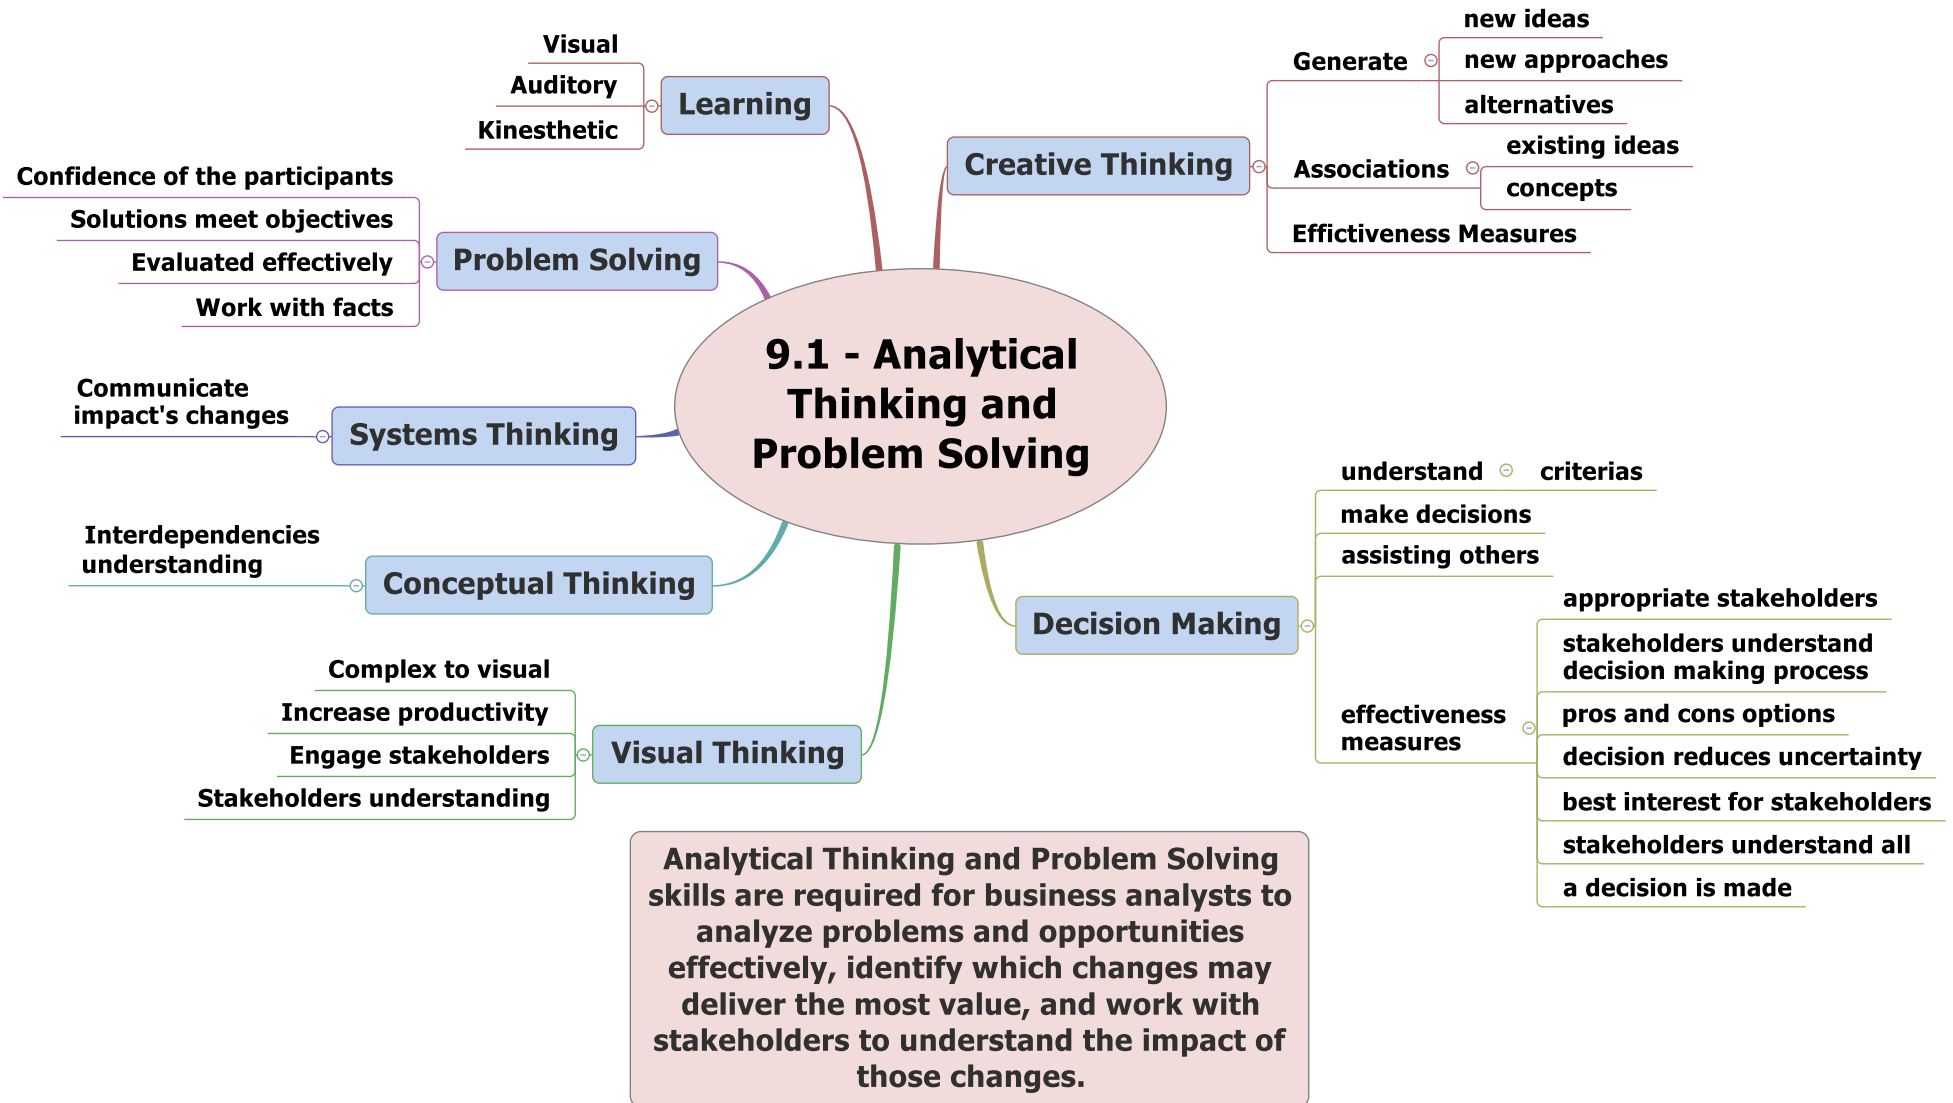 9.1 - Analytical
Thinking and
Problem Solving
Creative Thinking
Generate
new ideas
new approaches
alternatives
Associations
existing ideas
concepts
Effictiveness Measures
Decision Making
understand
criterias
make decisions
assisting others
effectiveness
measures
appropriate stakeholders
stakeholders understand
decision making process
pros and cons options
decision reduces uncertainty
best interest for stakeholders
stakeholders understand all
a decision is made
Learning
Visual
Auditory
Kinesthetic
Problem Solving
Confidence of the participants
Solutions meet objectives
Evaluated effectively
Work with facts
Systems Thinking
Communicate
impact's changes
Conceptual Thinking
Interdependencies
understanding
Visual Thinking
Complex to visual
Increase productivity
Engage stakeholders
Stakeholders understanding
Analytical Thinking and Problem Solving
skills are required for business analysts to
analyze problems and opportunities
effectively, identify which changes may
deliver the most value, and work with
stakeholders to understand the impact of
those changes.